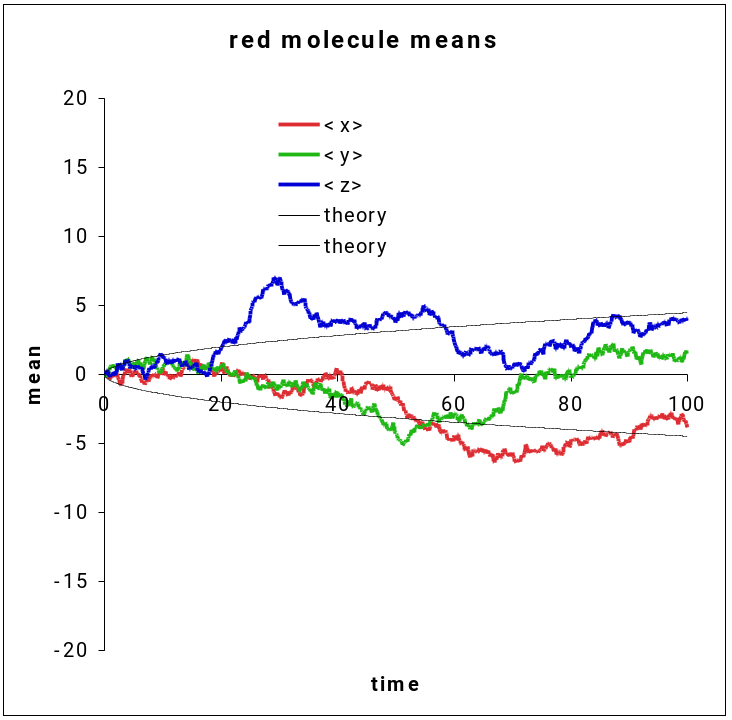 red molecule means
20
15
10
5
0
-5
-10
-15
-20
mean
< x>
< y>
< z>
theory
theory
0 20 40 60 80 100
time